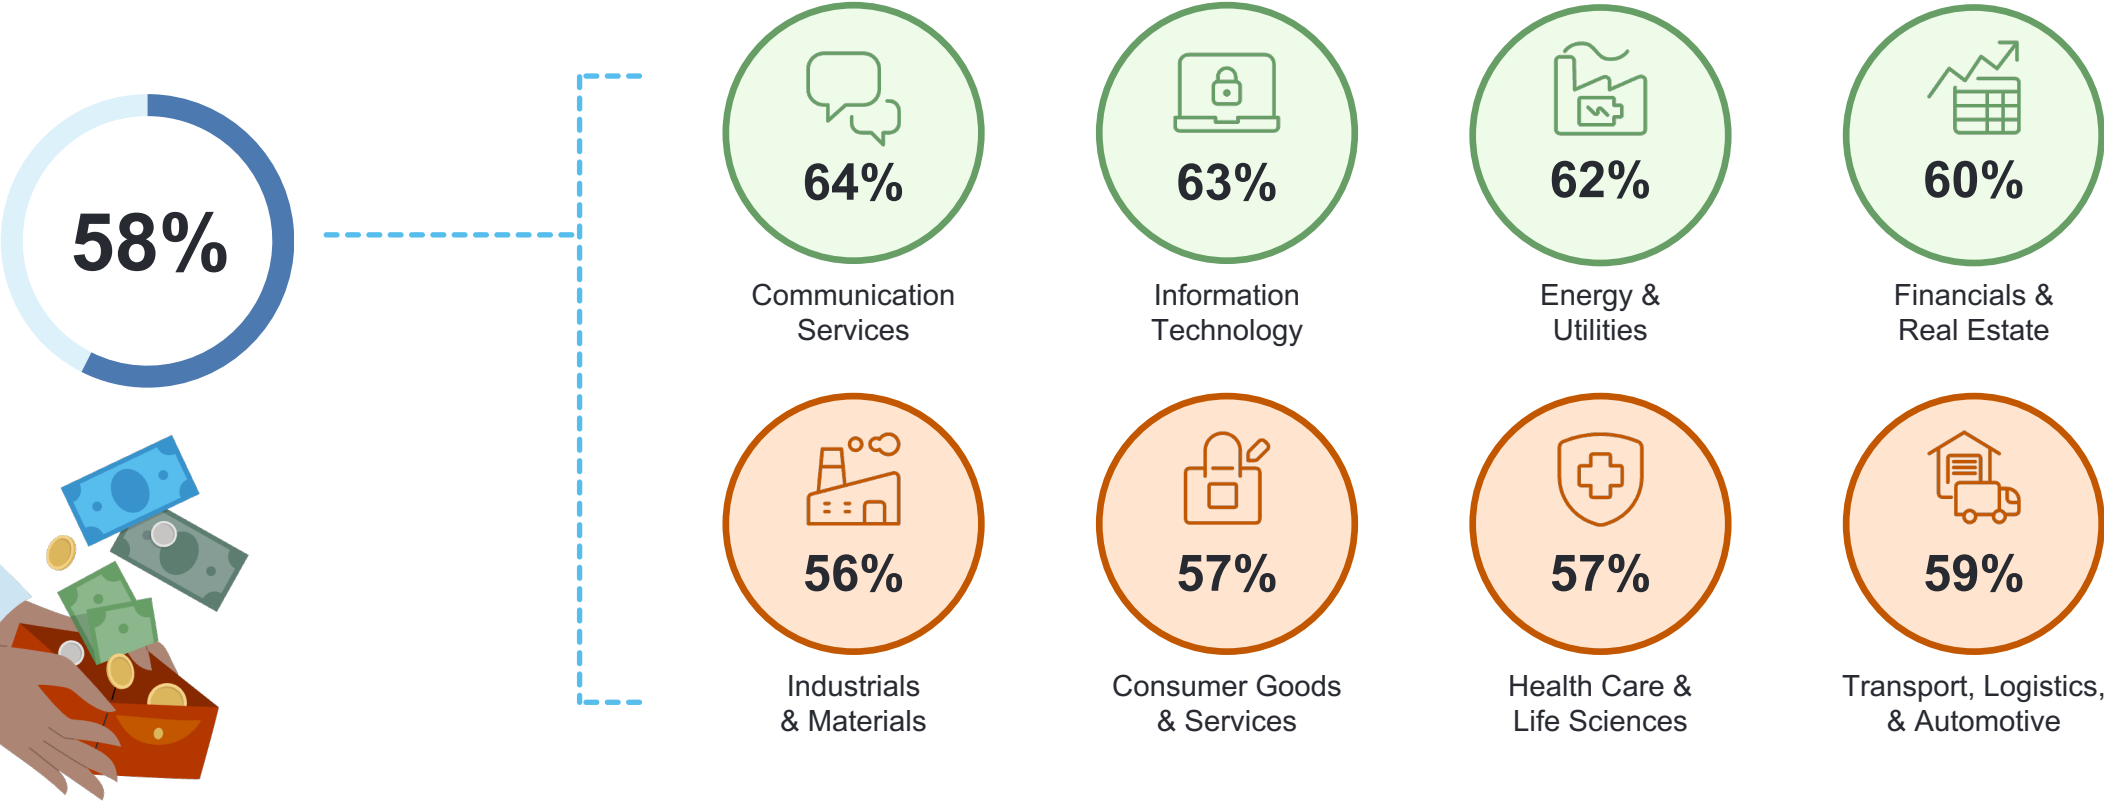 58%
64%
Communication
Services
63%
Information
Technology
62%
Energy &
Utilities
60%
Financials &
Real Estate
56%
Industrials
& Materials
57%
Consumer Goods
& Services
57%
Health Care &
Life Sciences
59%
Transport, Logistics,
& Automotive